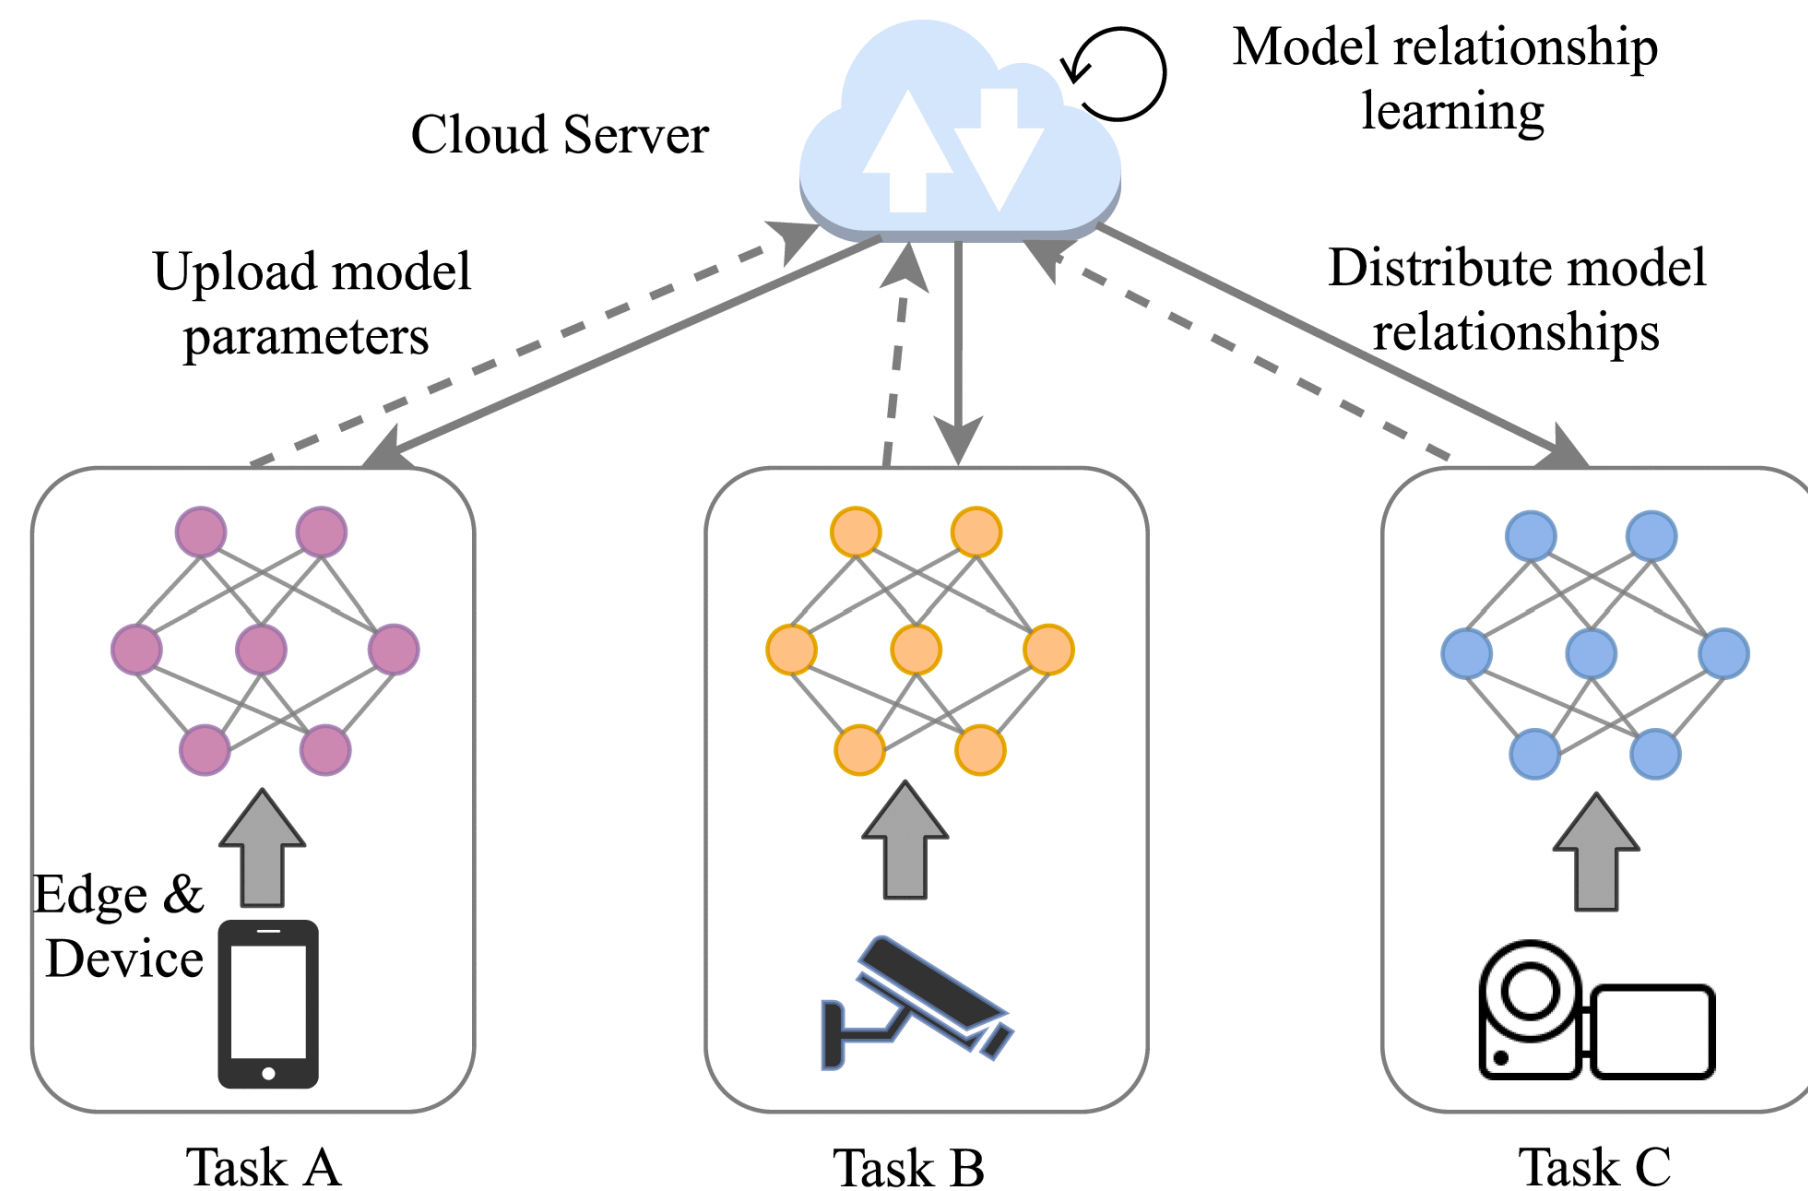 Model relationship
learning
Cloud Server
Upload model
parameters
Distribute model
relationships
Edge &
Device
Task A
Task B
Task C